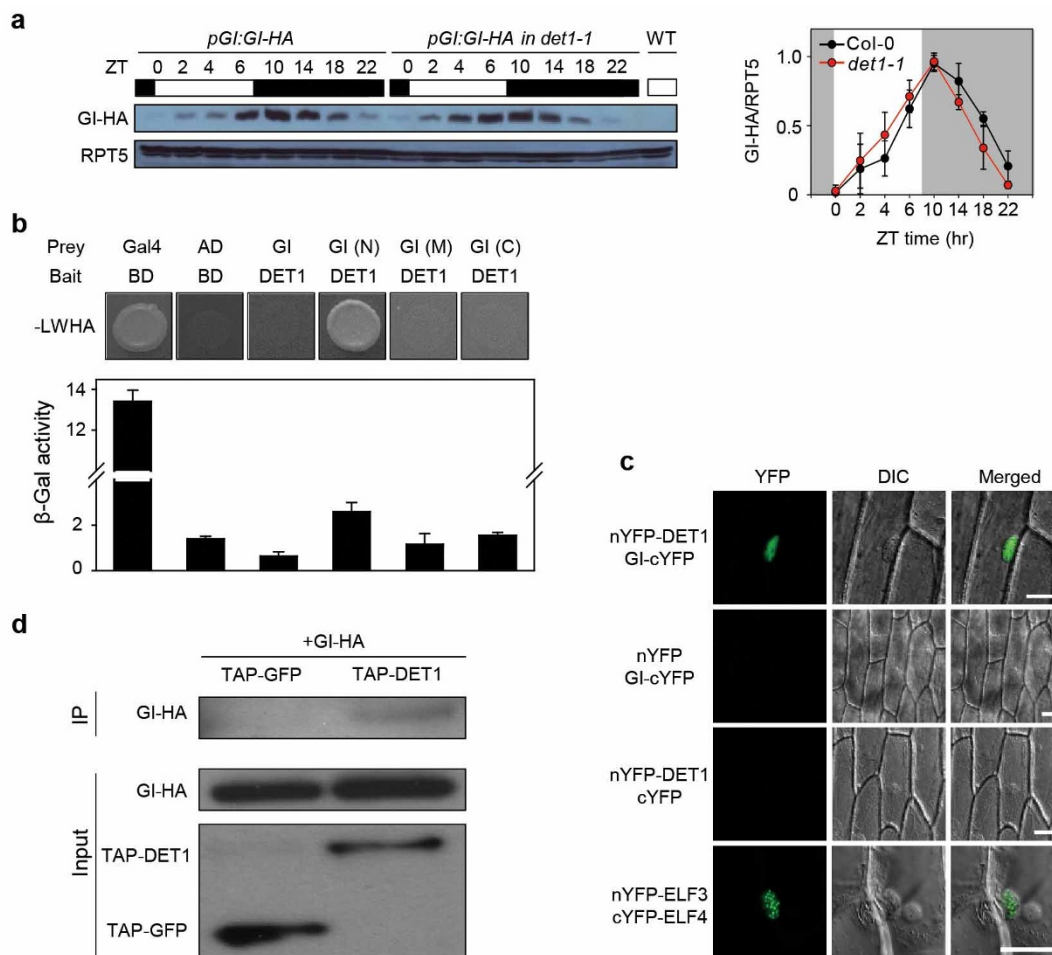 a
pGI:GI-HA pGI:GI-HA in det1-1 WT
ZT 0 2 4 6 10 14 18 22 0 2 4 6 10 14 18 22
GI-HA
RPT5
GI-HA/RPT5
1.0
0.5
0
Col-0
det1-1
0 2 4 6 10 14 18 22
ZT time (hr)
b
Prey Gal4 AD GI GI (N) GI (M) GI (C)
Bait BD BD DET1 DET1 DET1 DET1
-LWHA
β-Gal activity
14
12
2
0
c
YFP DIC Merged
nYFP-DET1
GI-cYFP
nYFP
GI-cYFP
nYFP-DET1
cYFP
nYFP-ELF3
cYFP-ELF4
d
+GI-HA
TAP-GFP TAP-DET1
IP
GI-HA
Input
GI-HA
TAP-DET1
TAP-GFP